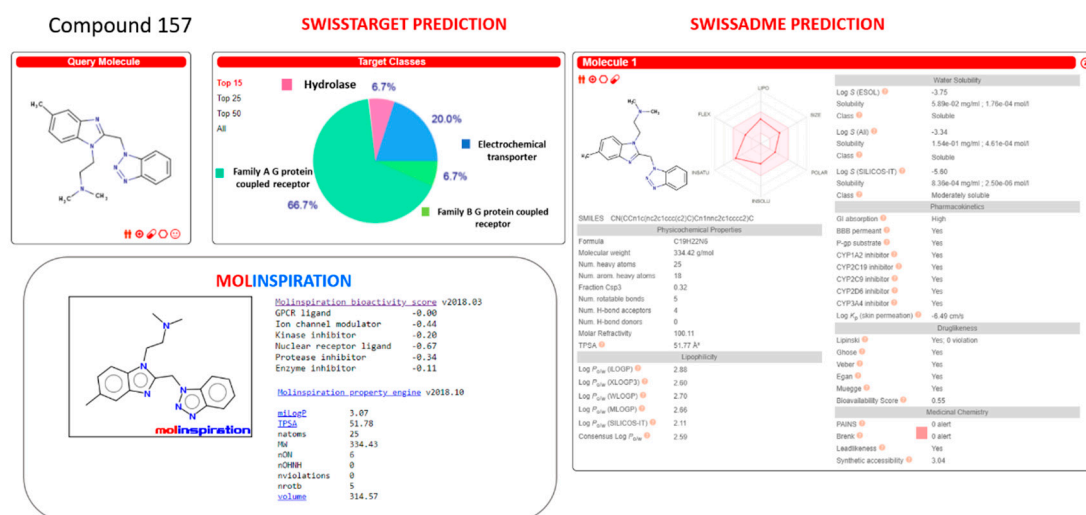 Compound 157
SWISSTARGET PREDICTION
SWISSADME PREDICTION
Query Molecule
H₃C
N
N
N
N
N
N
H₃C
CH₃
Target Classes
Top 15
Top 25
Top 50
All
Hydrolase
6.7%
20.0%
Electrochemical
transporter
6.7%
Family A G protein
coupled receptor
66.7%
Family B G protein coupled
receptor
MOLINSPIRATION
molinspiration
Molinspiration bioactivity score v2018.03
GPCR ligand -0.00
Ion channel modulator -0.44
Kinase inhibitor -0.20
Nuclear receptor ligand -0.67
Protease inhibitor -0.34
Enzyme inhibitor -0.11
Molinspiration property engine v2018.10
miLogP 3.07
TPSA 51.78
natoms 25
MW 334.43
nON 6
nOHNH 0
nviolations 0
nrotb 5
volume 314.57
Molecule 1
LIPO
FLEX
SIZE
INSATU
POLAR
INSOLU
SMILES CN(CCn1c(nc2c1ccc(c2)C)Cn1nnc2c1cccc2)C
Physicochemical Properties
Formula C19H22N6
Molecular weight 334.42 g/mol
Num. heavy atoms 25
Num. arom. heavy atoms 18
Fraction Csp3 0.32
Num. rotatable bonds 5
Num. H-bond acceptors 4
Num. H-bond donors 0
Molar Refractivity 100.11
TPSA 51.77 Å²
Lipophilicity
Log Po/w (iLOGP) 2.88
Log Po/w (XLOGP3) 2.60
Log Po/w (WLOGP) 2.70
Log Po/w (MLOGP) 2.66
Log Po/w (SILICOS-IT) 2.11
Consensus Log Po/w 2.59
Water Solubility
Log S (ESOL) -3.75
Solubility 5.89e-02 mg/ml ; 1.76e-04 mol/l
Class Soluble
Log S (Ali) -3.34
Solubility 1.54e-01 mg/ml ; 4.61e-04 mol/l
Class Soluble
Log S (SILICOS-IT) -5.60
Solubility 8.36e-04 mg/ml ; 2.50e-06 mol/l
Class Moderately soluble
Pharmacokinetics
GI absorption High
BBB permeant Yes
P-gp substrate Yes
CYP1A2 inhibitor Yes
CYP2C19 inhibitor Yes
CYP2C9 inhibitor Yes
CYP2D6 inhibitor Yes
CYP3A4 inhibitor Yes
Log Kp (skin permeation) -6.49 cm/s
Druglikeness
Lipinski Yes; 0 violation
Ghose Yes
Veber Yes
Egan Yes
Muegge Yes
Bioavailability Score 0.55
Medicinal Chemistry
PAINS 0 alert
Brenk 0 alert
Leadlikeness Yes
Synthetic accessibility 3.04